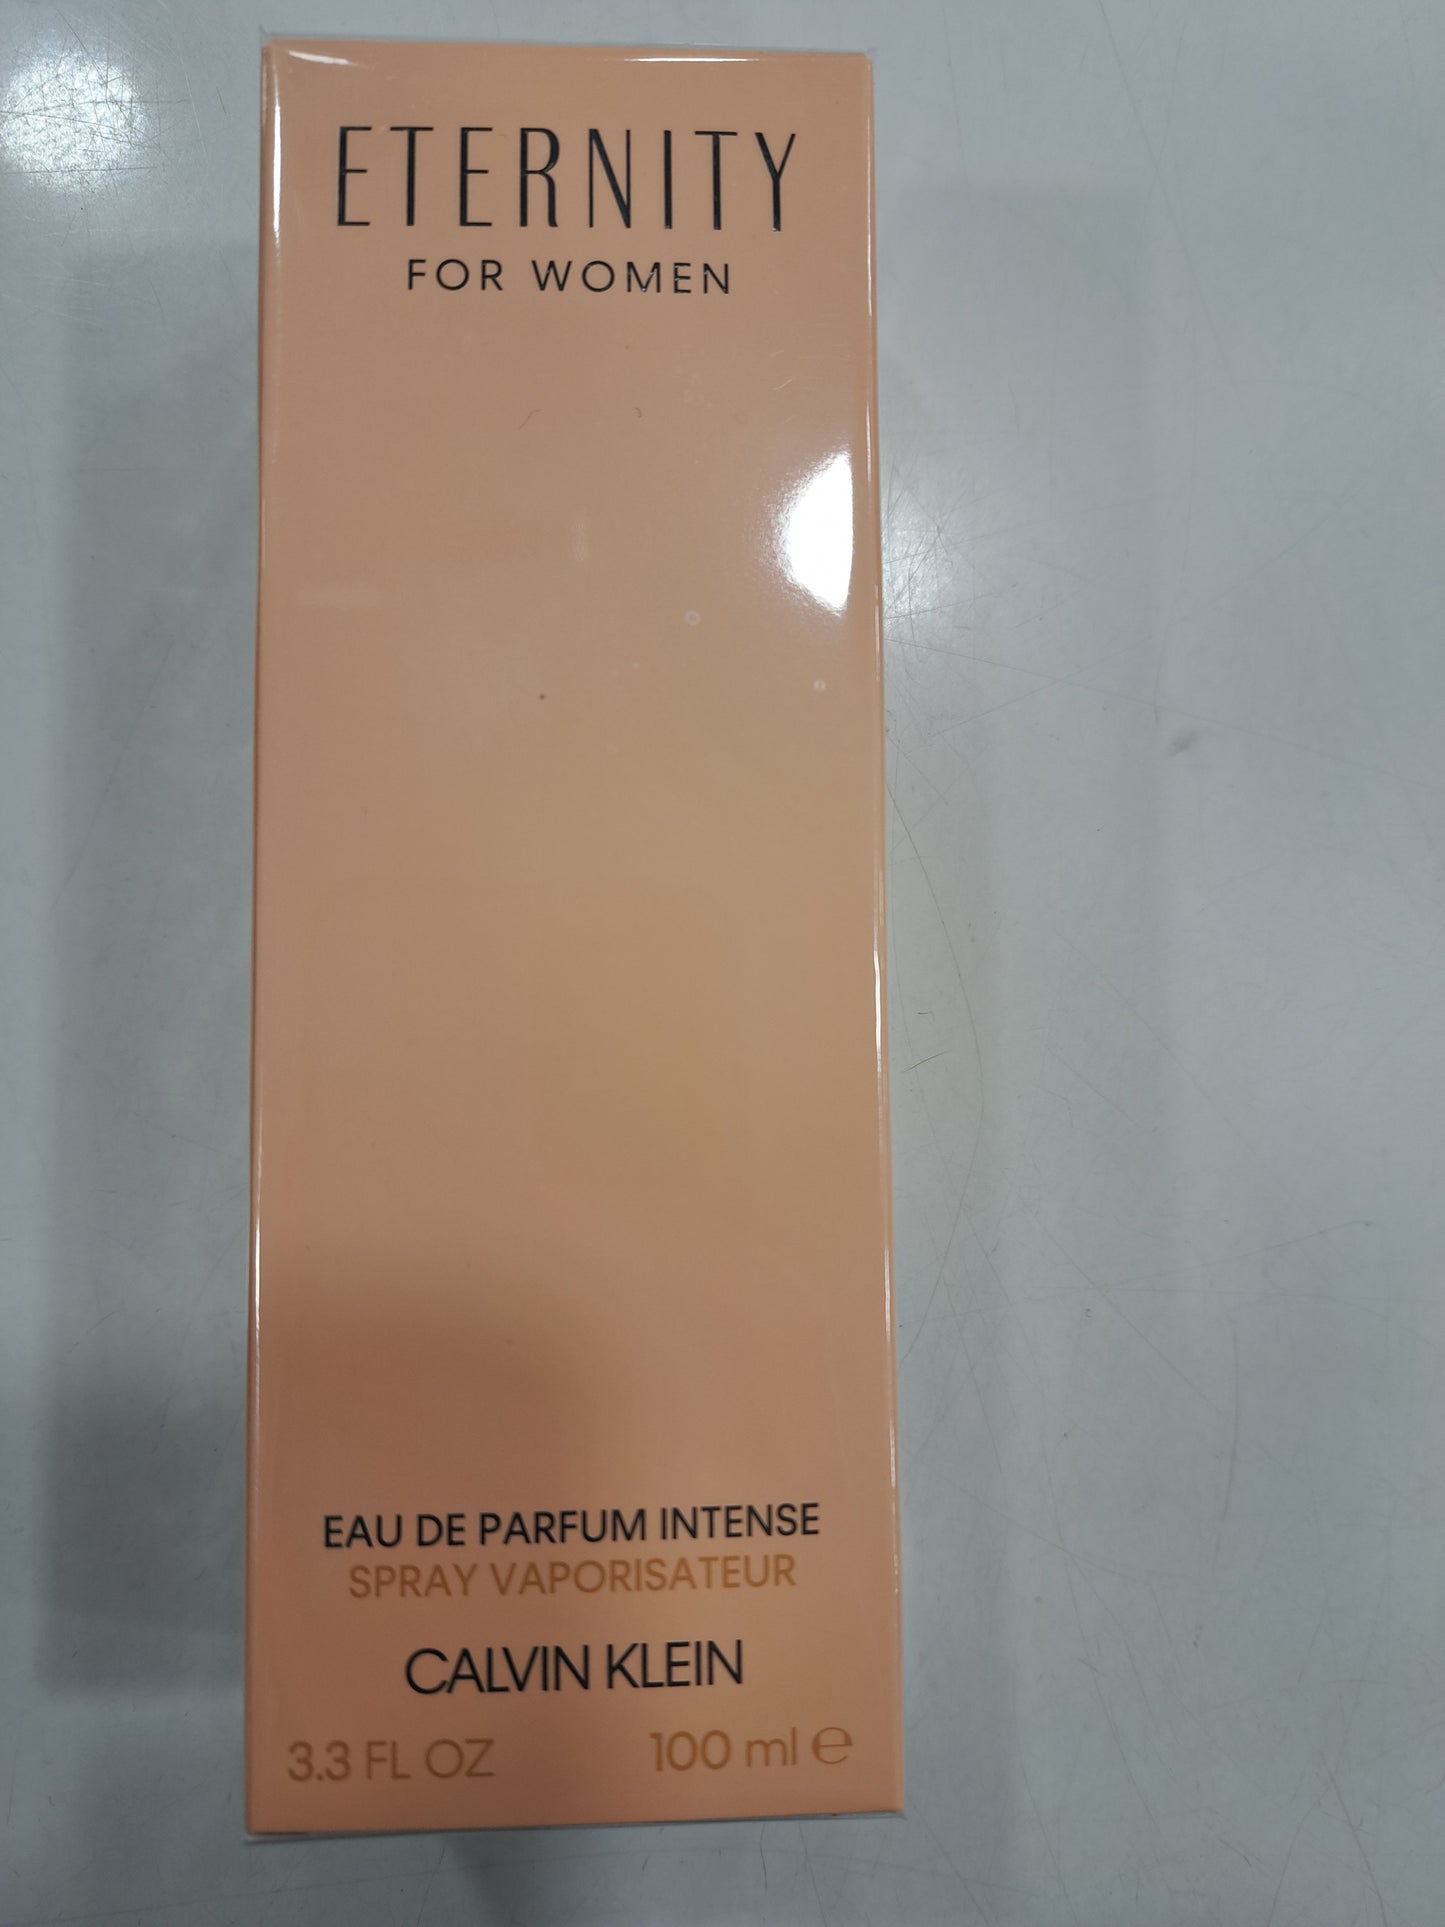 ETERNITY
FOR WOMEN
EAU DE PARFUM INTENSE
SPRAY VAPORISATEUR
CALVIN KLEIN
3.3 FL OZ 100 ml ℮